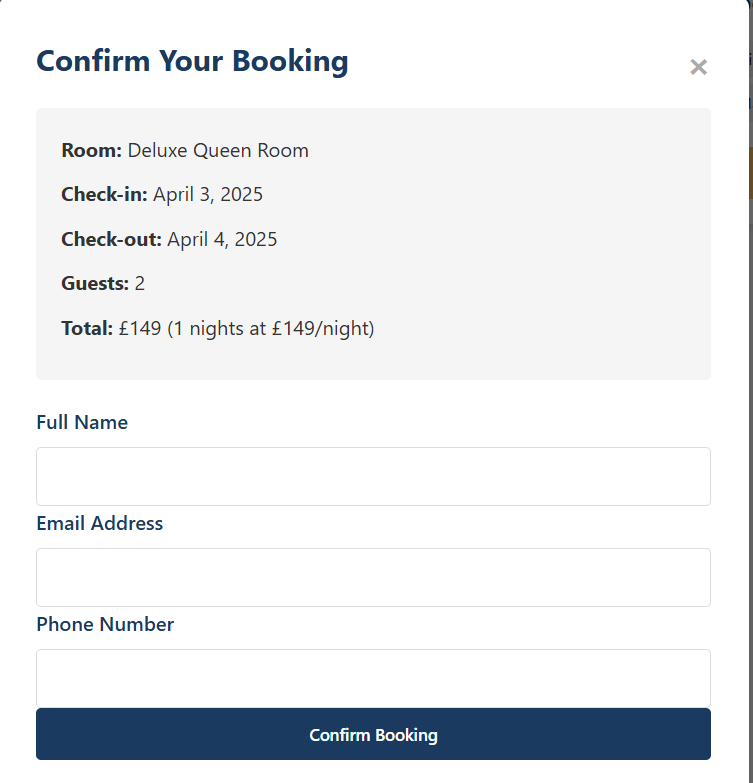 Confirm Your Booking
×
Room: Deluxe Queen Room
Check-in: April 3, 2025
Check-out: April 4, 2025
Guests: 2
Total: £149 (1 nights at £149/night)
Full Name
Email Address
Phone Number
Confirm Booking